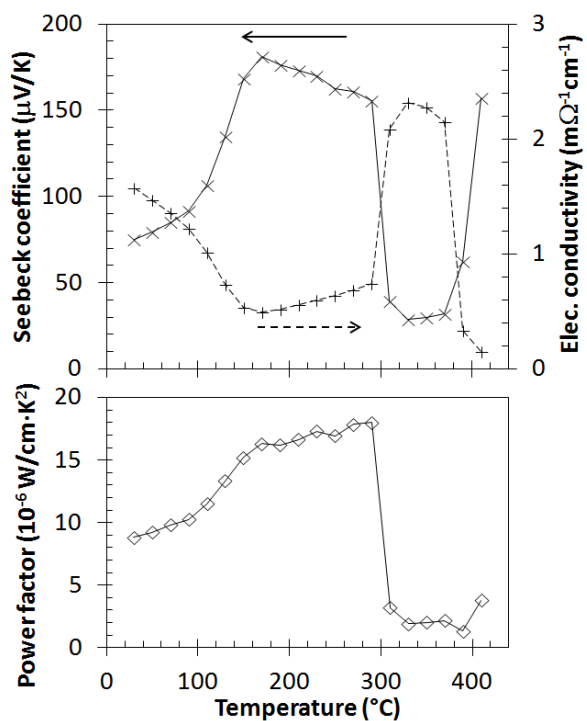 Seebeck coefficient (μV/K)
200
150
100
50
0
3
2
1
0
Elec. conductivity (mΩ⁻¹cm⁻¹)
Power factor (10⁻⁶ W/cm·K²)
20
15
10
5
0
0 100 200 300 400
Temperature (°C)